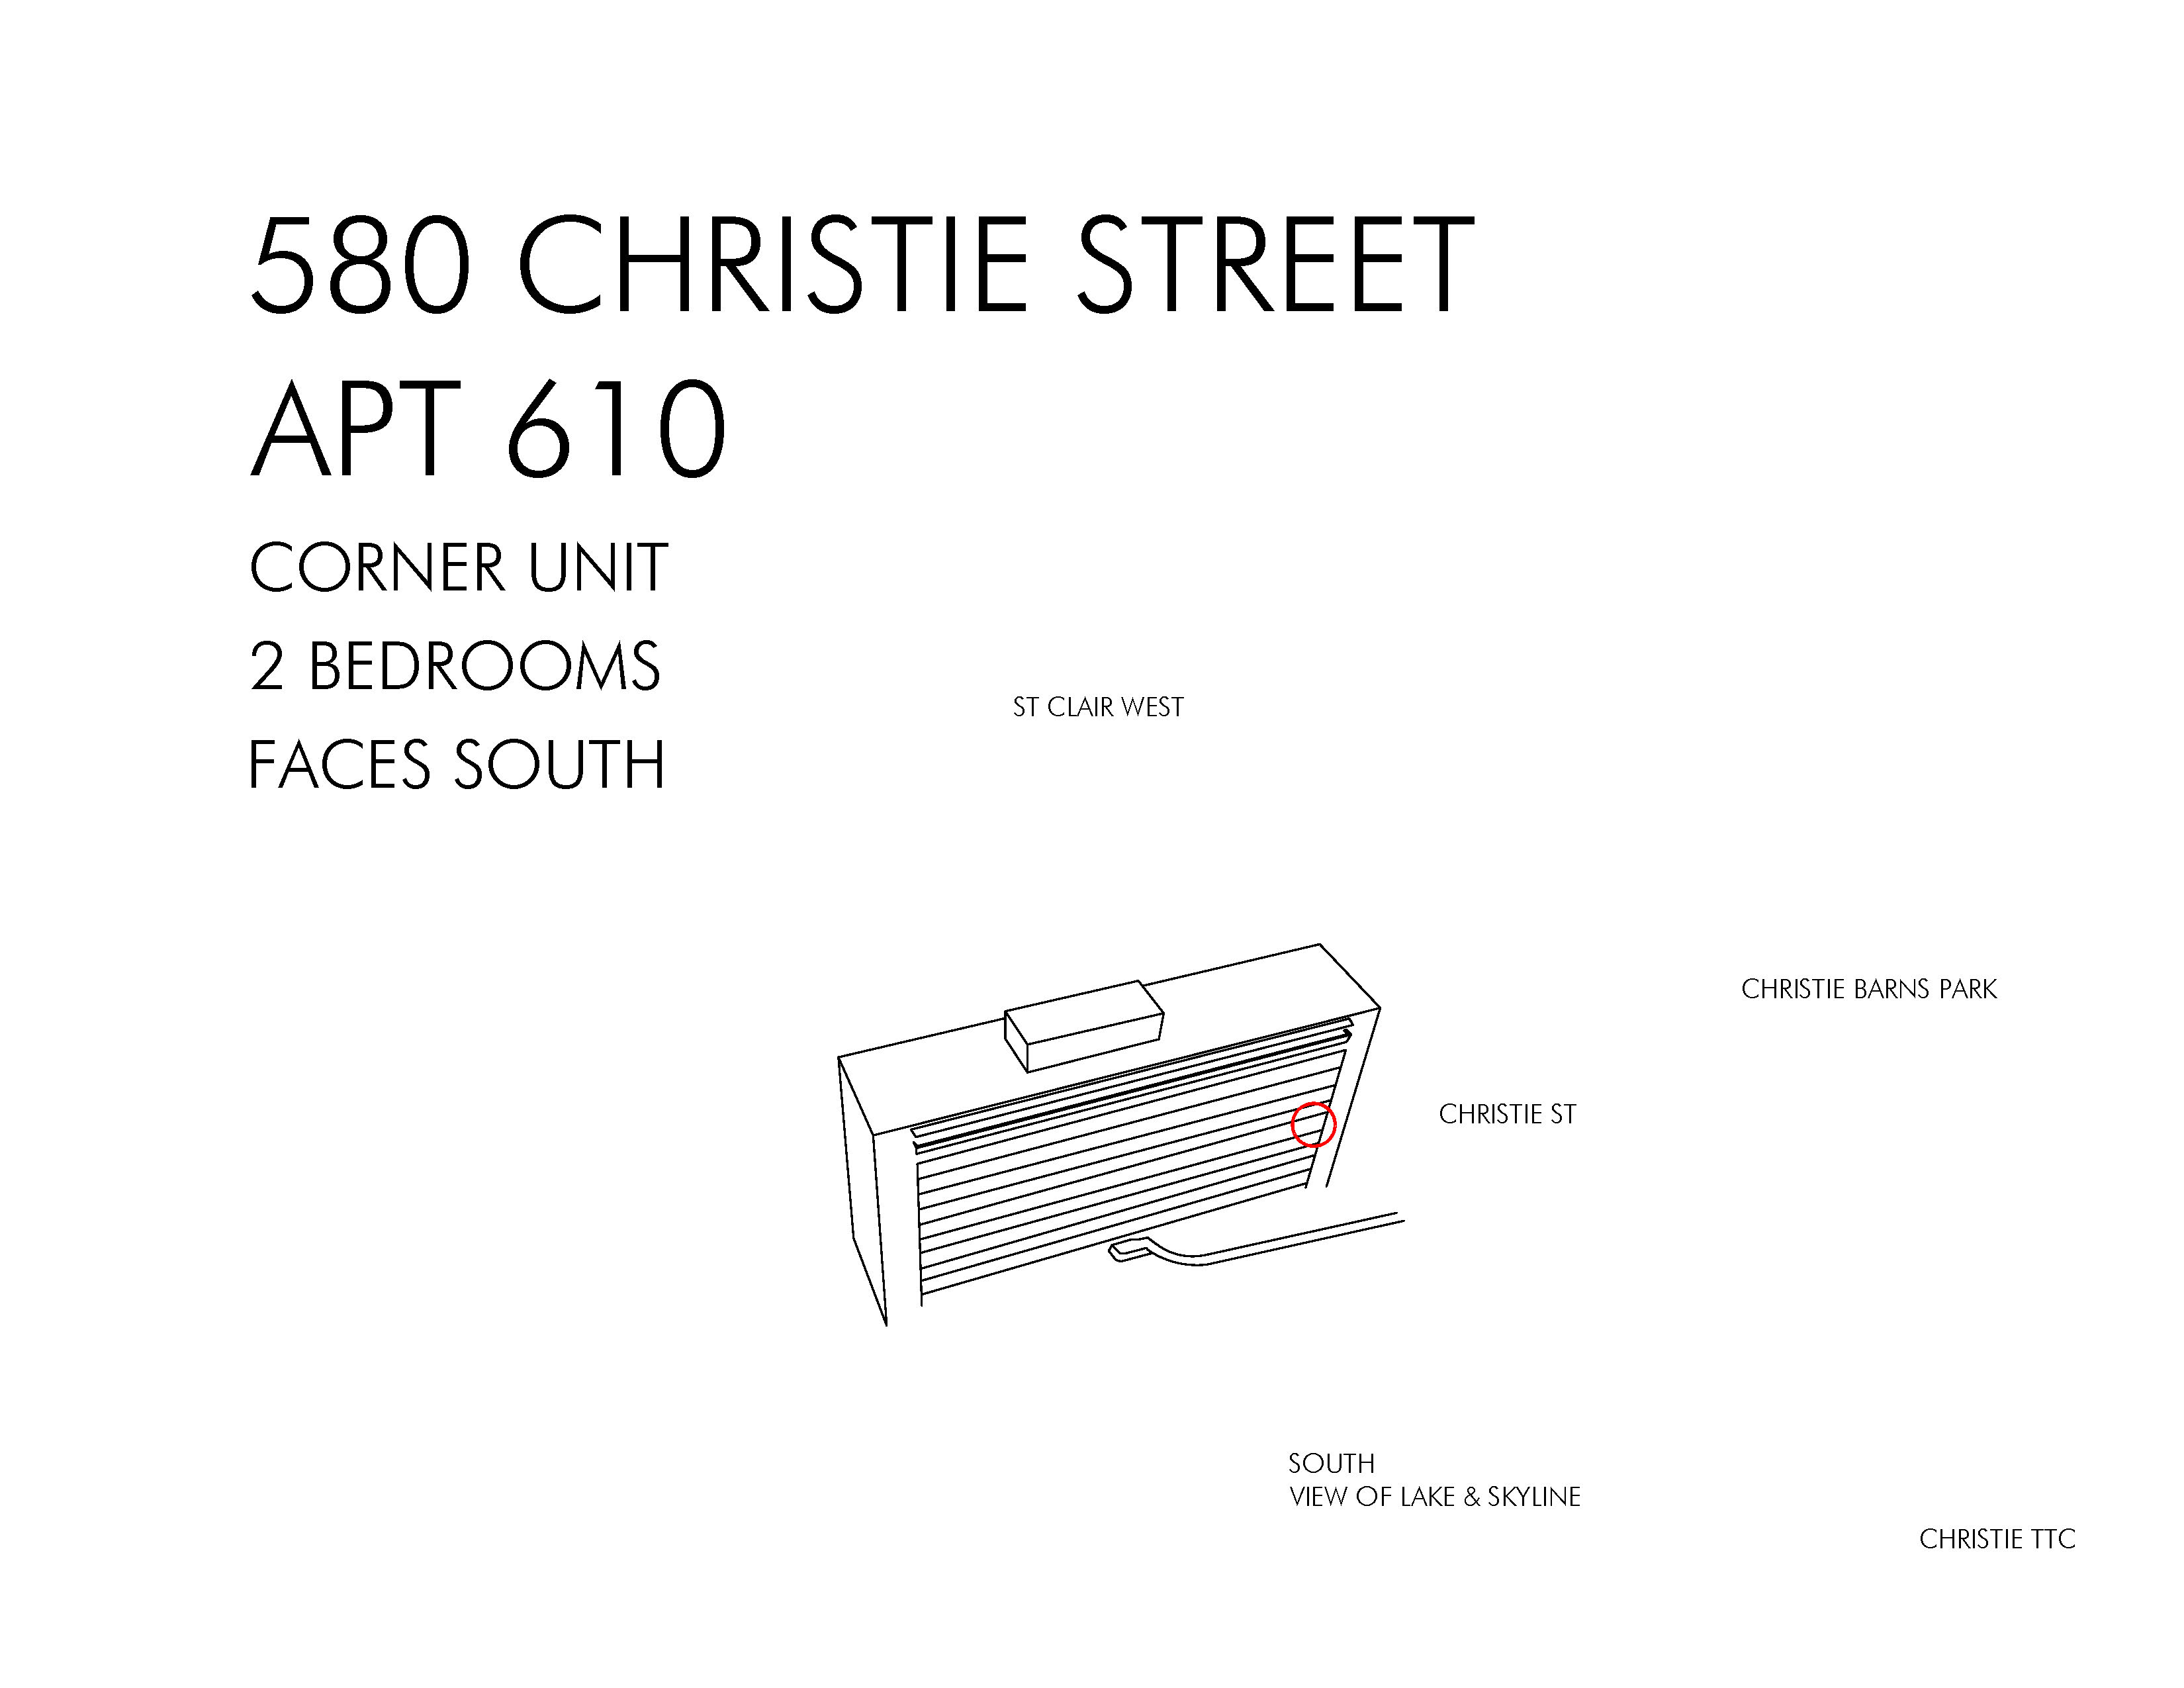 580 CHRISTIE STREET
APT 610
CORNER UNIT
2 BEDROOMS
FACES SOUTH
ST CLAIR WEST
CHRISTIE BARNS PARK
CHRISTIE ST
SOUTH
VIEW OF LAKE & SKYLINE
CHRISTIE TTC